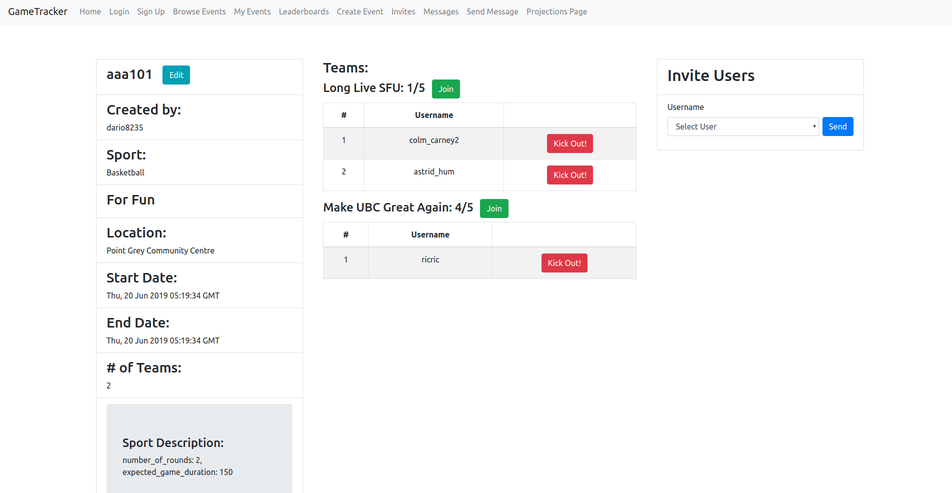 GameTracker Home Login Sign Up Browse Events My Events Leaderboards Create Event Invites Messages Send Message Projections Page
aaa101 Edit
Created by:
dario8235
Sport:
Basketball
For Fun
Location:
Point Grey Community Centre
Start Date:
Thu, 20 Jun 2019 05:19:34 GMT
End Date:
Thu, 20 Jun 2019 05:19:34 GMT
# of Teams:
2
Sport Description:
number_of_rounds: 2,
expected_game_duration: 150
Teams:
Long Live SFU: 1/5 Join
# Username
1 colm_carney2 Kick Out!
2 astrid_hum Kick Out!
Make UBC Great Again: 4/5 Join
# Username
1 ricric Kick Out!
Invite Users
Username
Select User Send